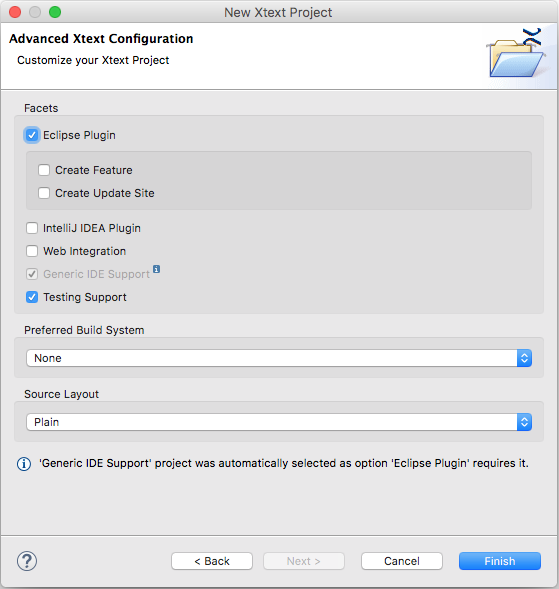 New Xtext Project
Advanced Xtext Configuration
Customize your Xtext Project
Facets
Eclipse Plugin
Create Feature
Create Update Site
IntelliJ IDEA Plugin
Web Integration
Generic IDE Support
Testing Support
Preferred Build System
None
Source Layout
Plain
'Generic IDE Support' project was automatically selected as option 'Eclipse Plugin' requires it.
< Back
Next >
Cancel
Finish